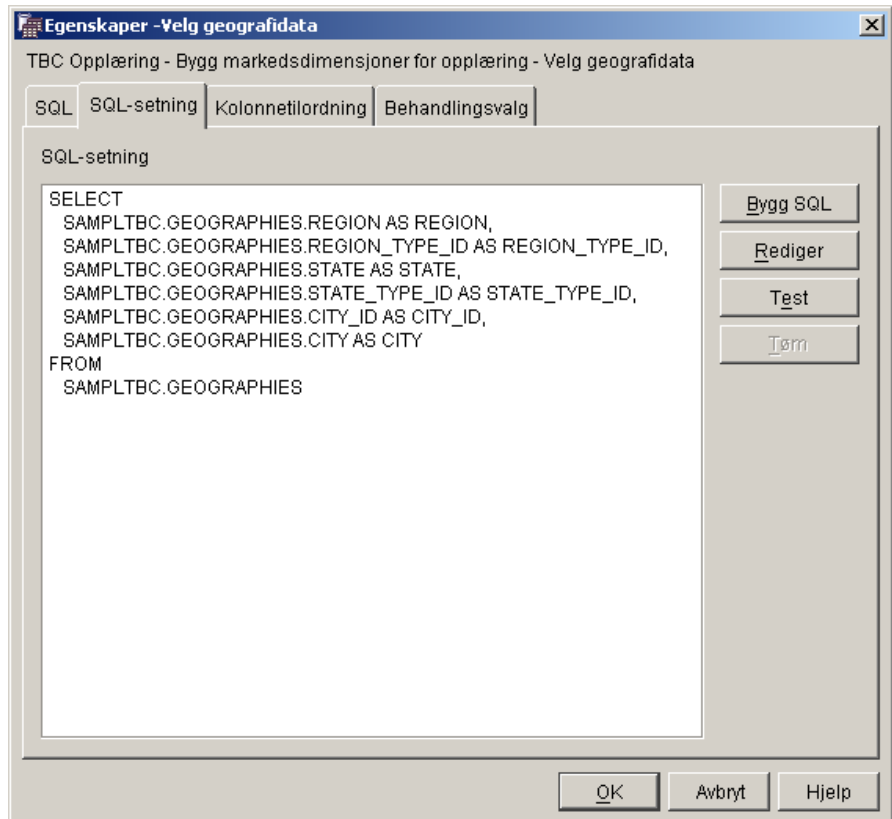 Egenskaper -Velg geografidata
TBC Opplæring - Bygg markedsdimensjoner for opplæring - Velg geografidata
SQL SQL-setning Kolonnetilordning Behandlingsvalg
SQL-setning
SELECT
SAMPLTBC.GEOGRAPHIES.REGION AS REGION,
SAMPLTBC.GEOGRAPHIES.REGION_TYPE_ID AS REGION_TYPE_ID,
SAMPLTBC.GEOGRAPHIES.STATE AS STATE,
SAMPLTBC.GEOGRAPHIES.STATE_TYPE_ID AS STATE_TYPE_ID,
SAMPLTBC.GEOGRAPHIES.CITY_ID AS CITY_ID,
SAMPLTBC.GEOGRAPHIES.CITY AS CITY
FROM
SAMPLTBC.GEOGRAPHIES
Bygg SQL
Rediger
Test
Tøm
OK Avbryt Hjelp